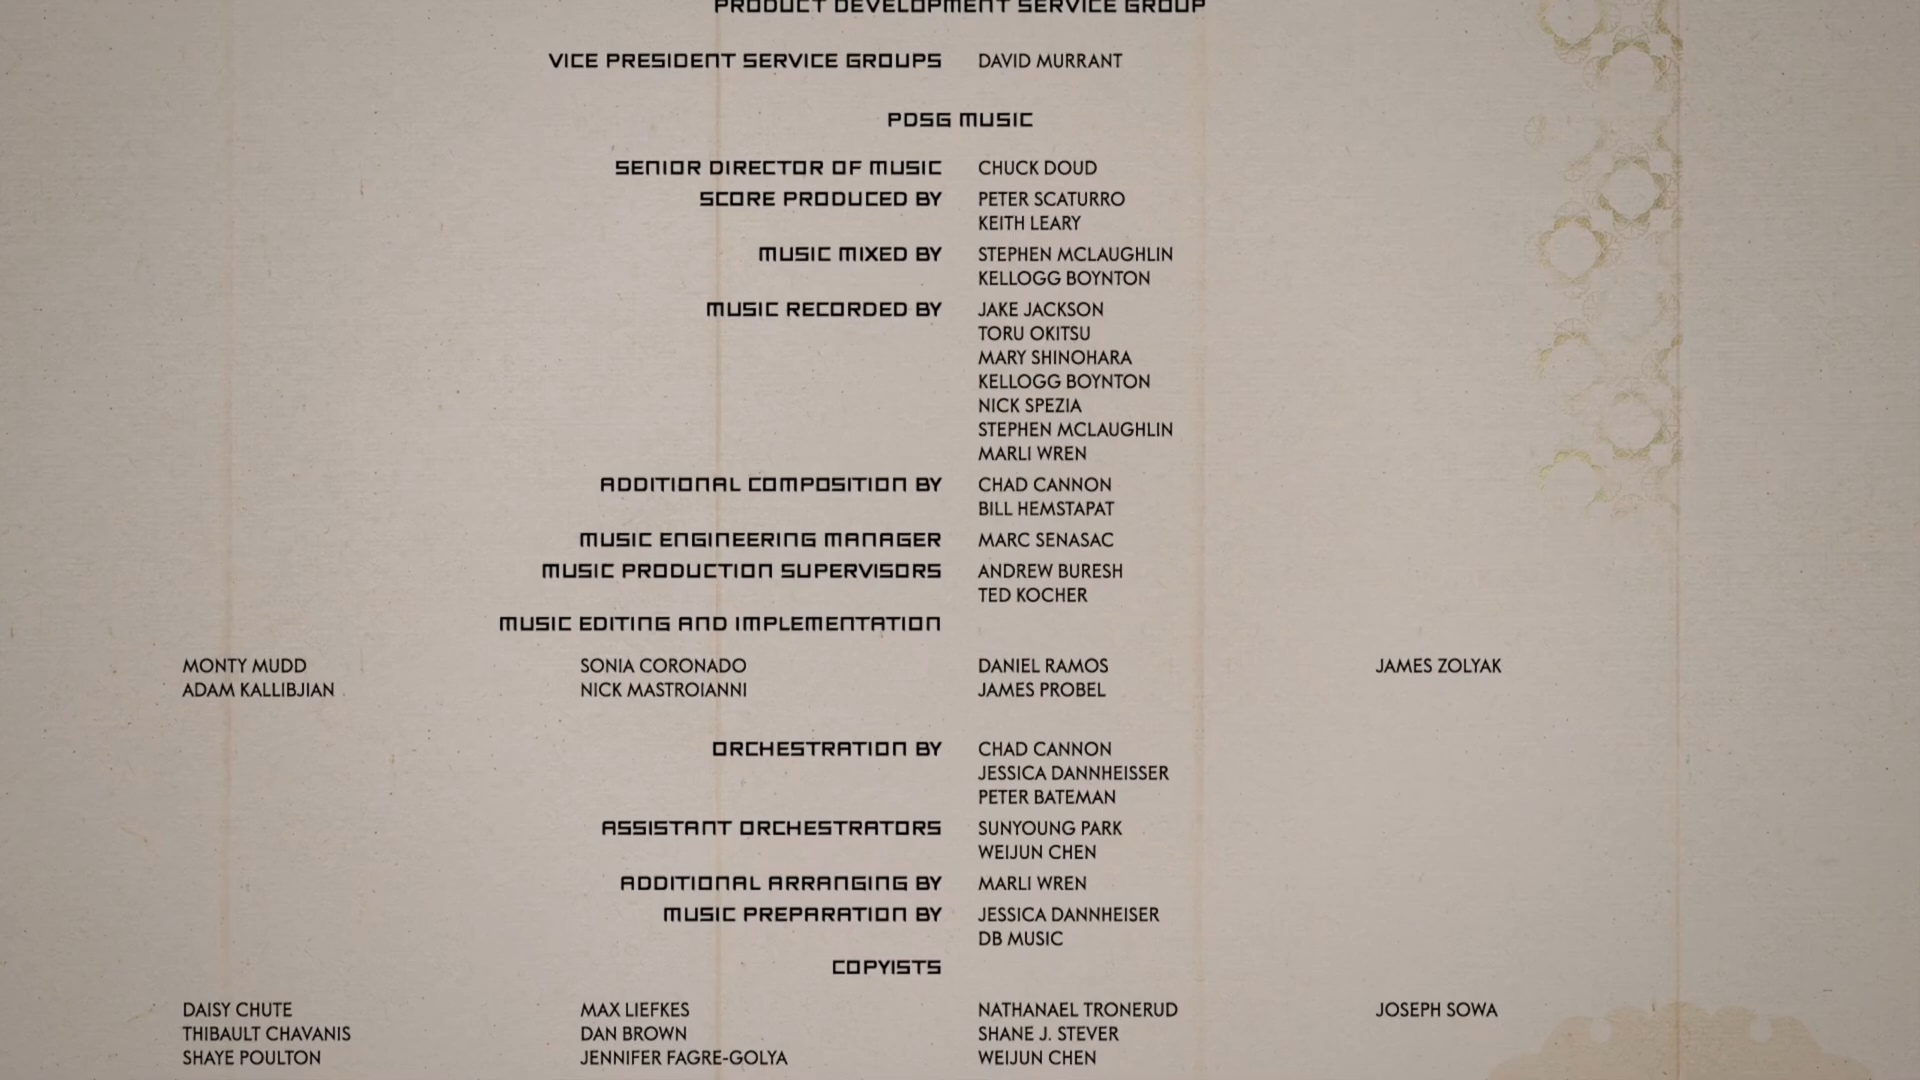 PRODUCT DEVELOPMENT SERVICE GROUP
VICE PRESIDENT SERVICE GROUPS DAVID MURRANT
PDSG MUSIC
SENIOR DIRECTOR OF MUSIC CHUCK DOUD
SCORE PRODUCED BY PETER SCATURRO
KEITH LEARY
MUSIC MIXED BY STEPHEN MCLAUGHLIN
KELLOGG BOYNTON
MUSIC RECORDED BY JAKE JACKSON
TORU OKITSU
MARY SHINOHARA
KELLOGG BOYNTON
NICK SPEZIA
STEPHEN MCLAUGHLIN
MARLI WREN
ADDITIONAL COMPOSITION BY CHAD CANNON
BILL HEMSTAPAT
MUSIC ENGINEERING MANAGER MARC SENASAC
MUSIC PRODUCTION SUPERVISORS ANDREW BURESH
TED KOCHER
MUSIC EDITING AND IMPLEMENTATION
MONTY MUDD SONIA CORONADO DANIEL RAMOS JAMES ZOLYAK
ADAM KALLIBJIAN NICK MASTROIANNI JAMES PROBEL
ORCHESTRATION BY CHAD CANNON
JESSICA DANNHEISSER
PETER BATEMAN
ASSISTANT ORCHESTRATORS SUNYOUNG PARK
WEIJUN CHEN
ADDITIONAL ARRANGING BY MARLI WREN
MUSIC PREPARATION BY JESSICA DANNHEISER
DB MUSIC
COPYISTS
DAISY CHUTE MAX LIEFKES NATHANAEL TRONERUD JOSEPH SOWA
THIBAULT CHAVANIS DAN BROWN SHANE J. STEVER
SHAYE POULTON JENNIFER FAGRE-GOLYA WEIJUN CHEN